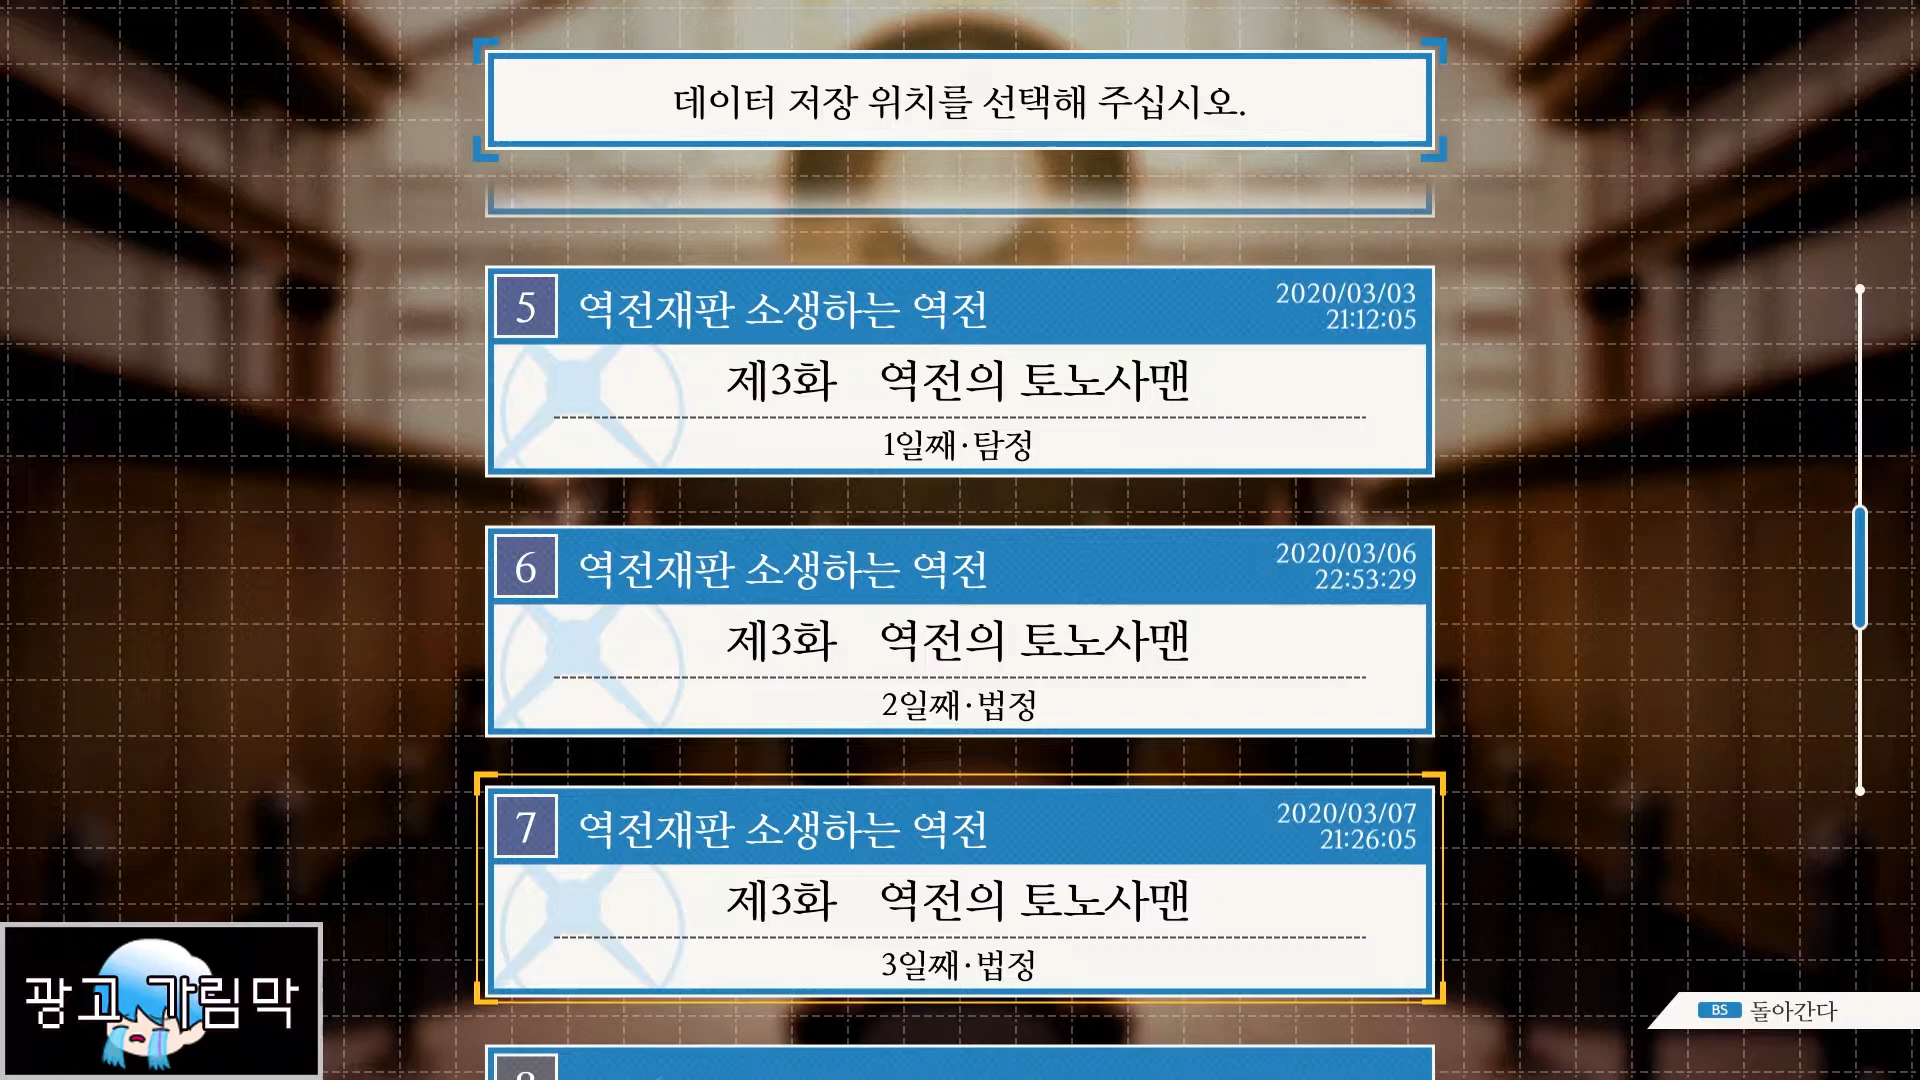 데이터 저장 위치를 선택해 주십시오.
5 역전재판 소생하는 역전
2020/03/03
21:12:05
제3화 역전의 토노사맨
1일째·탐정
6 역전재판 소생하는 역전
2020/03/06
22:53:29
제3화 역전의 토노사맨
2일째·법정
7 역전재판 소생하는 역전
2020/03/07
21:26:05
제3화 역전의 토노사맨
3일째·법정
광고 가림막
BS 돌아간다